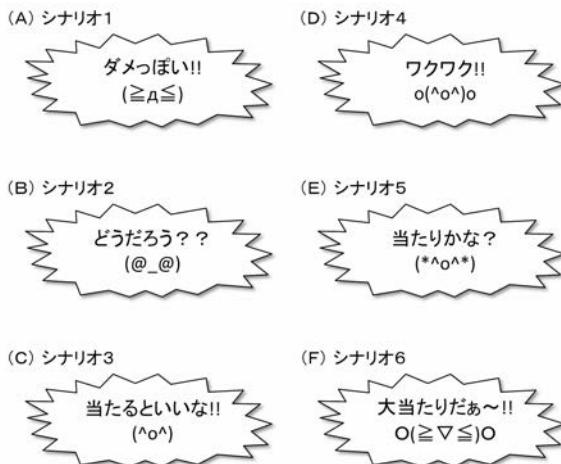 (A) シナリオ1
ダメっぽい!!
(≧д≦)
(B) シナリオ2
どうだろう？？
(@_@)
(C) シナリオ3
当たるといいな!!
(^o^)
(D) シナリオ4
ワクワク!!
o(^o^)o
(E) シナリオ5
当たりかな？
(*^o^*)
(F) シナリオ6
大当たりだぁ～!!
O(≧▽≦)O